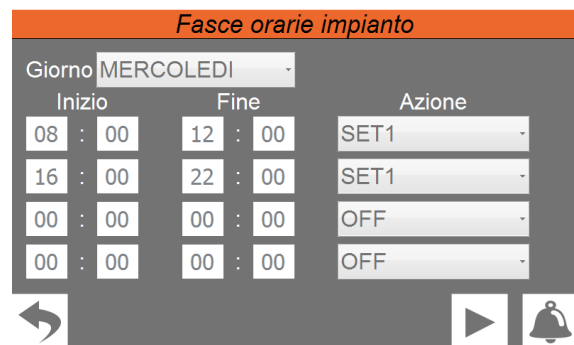 Fasce orarie impianto
Giorno MERCOLEDI
Inizio Fine Azione
08 : 00 12 : 00 SET1
16 : 00 22 : 00 SET1
00 : 00 00 : 00 OFF
00 : 00 00 : 00 OFF